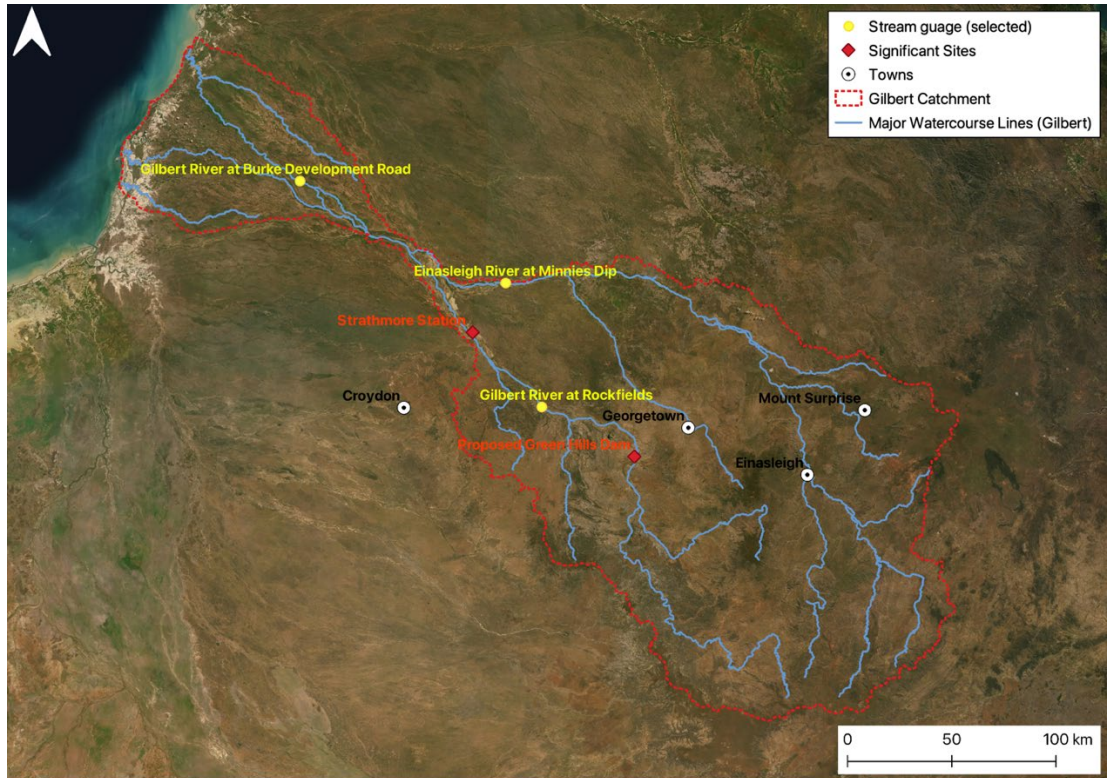 Stream guage (selected)
Significant Sites
Towns
Gilbert Catchment
Major Watercourse Lines (Gilbert)
Gilbert River at Burke Development Road
Einasleigh River at Minnies Dip
Strathmore Station
Croydon
Gilbert River at Rockfields
Mount Surprise
Georgetown
Proposed Green Hills Dam
Einasleigh
0 50 100 km